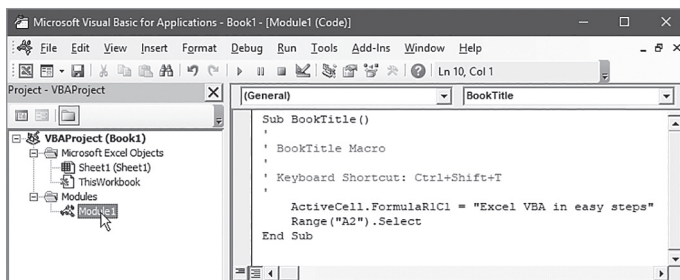 Microsoft Visual Basic for Applications - Book1 - [Module1 (Code)]
File Edit View Insert Format Debug Run Tools Add-Ins Window Help
Ln 10, Col 1
Project - VBAProject
VBAProject (Book1)
Microsoft Excel Objects
Sheet1 (Sheet1)
ThisWorkbook
Modules
Module1
(General) BookTitle
Sub BookTitle()
'
' BookTitle Macro
'
' Keyboard Shortcut: Ctrl+Shift+T
'
ActiveCell.FormulaR1C1 = "Excel VBA in easy steps"
Range("A2").Select
End Sub